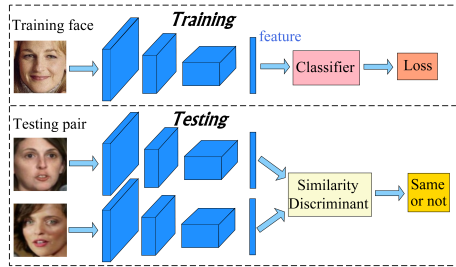 Training
Training face
feature
Classifier
Loss
Testing
Testing pair
Similarity
Discriminant
Same
or not